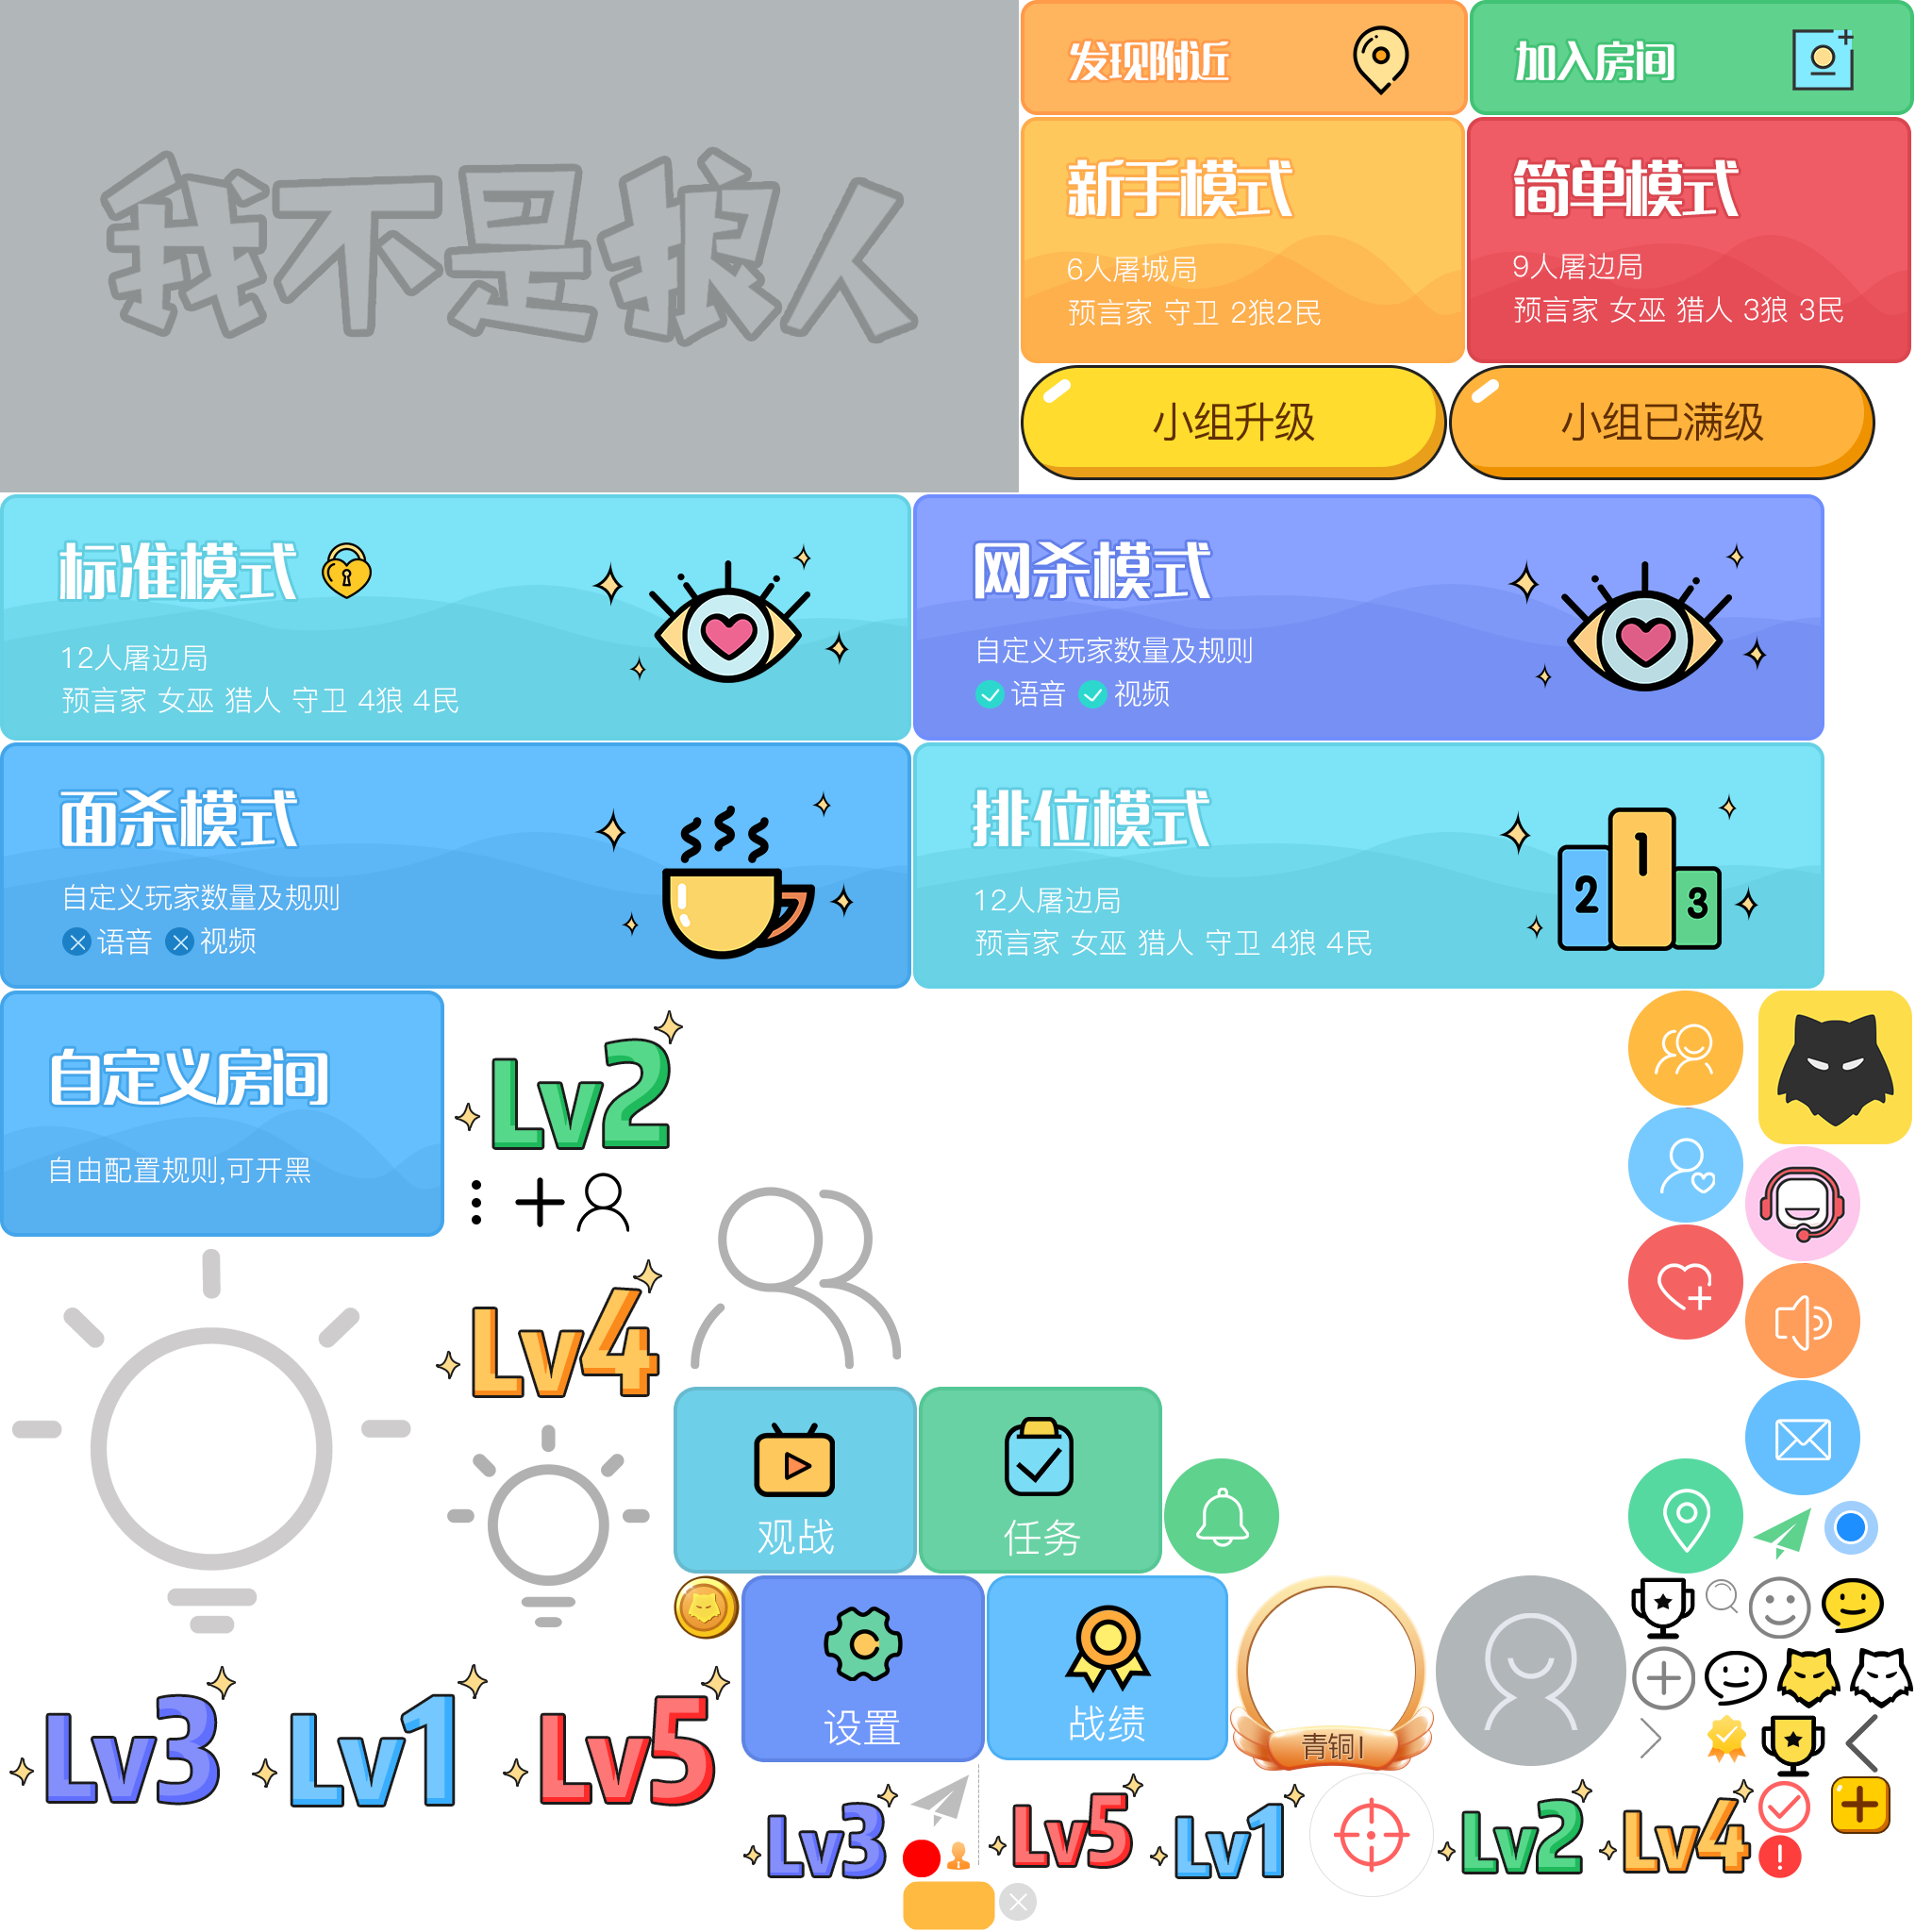 我不是狼人
发现附近
加入房间
新手模式
6人屠城局
预言家 守卫 2狼2民
简单模式
9人屠边局
预言家 女巫 猎人 3狼 3民
小组升级
小组已满级
标准模式
12人屠边局
预言家 女巫 猎人 守卫 4狼 4民
网杀模式
自定义玩家数量及规则
语音 视频
面杀模式
自定义玩家数量及规则
语音 视频
排位模式
12人屠边局
预言家 女巫 猎人 守卫 4狼 4民
1
2
3
自定义房间
自由配置规则,可开黑
Lv2
Lv4
观战
任务
设置
战绩
青铜I
Lv3
Lv1
Lv5
Lv3
Lv5
Lv1
Lv2
Lv4